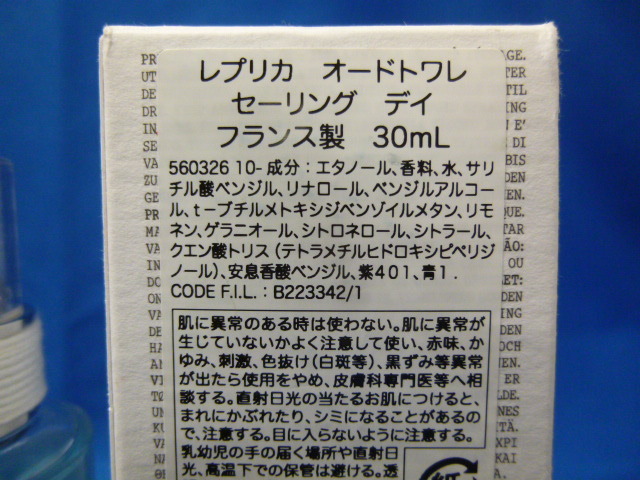 レプリカ　オードトワレ
セーリング　デイ
フランス製　30mL
560326 10- 成分：エタノール、香料、水、サリ
チル酸ベンジル、リナロール、ベンジルアルコー
ル、t－ブチルメトキシジベンゾイルメタン、リモ
ネン、ゲラニオール、シトロネロール、シトラール、
クエン酸トリス（テトラメチルヒドロキシピペリジ
ノール）、安息香酸ベンジル、紫401、青1．
CODE F.I.L.：B223342/1
肌に異常のある時は使わない。肌に異常が
生じていないかよく注意して使い、赤味、か
ゆみ、刺激、色抜け（白斑等）、黒ずみ等異常
が出たら使用をやめ、皮膚科専門医等へ相
談する。直射日光の当たるお肌につけると、
まれにかぶれたり、シミになることがあるの
で、注意する。目に入らないように注意する。
乳幼児の手の届く場所や直射日
光、高温下での保管は避ける。透
紙